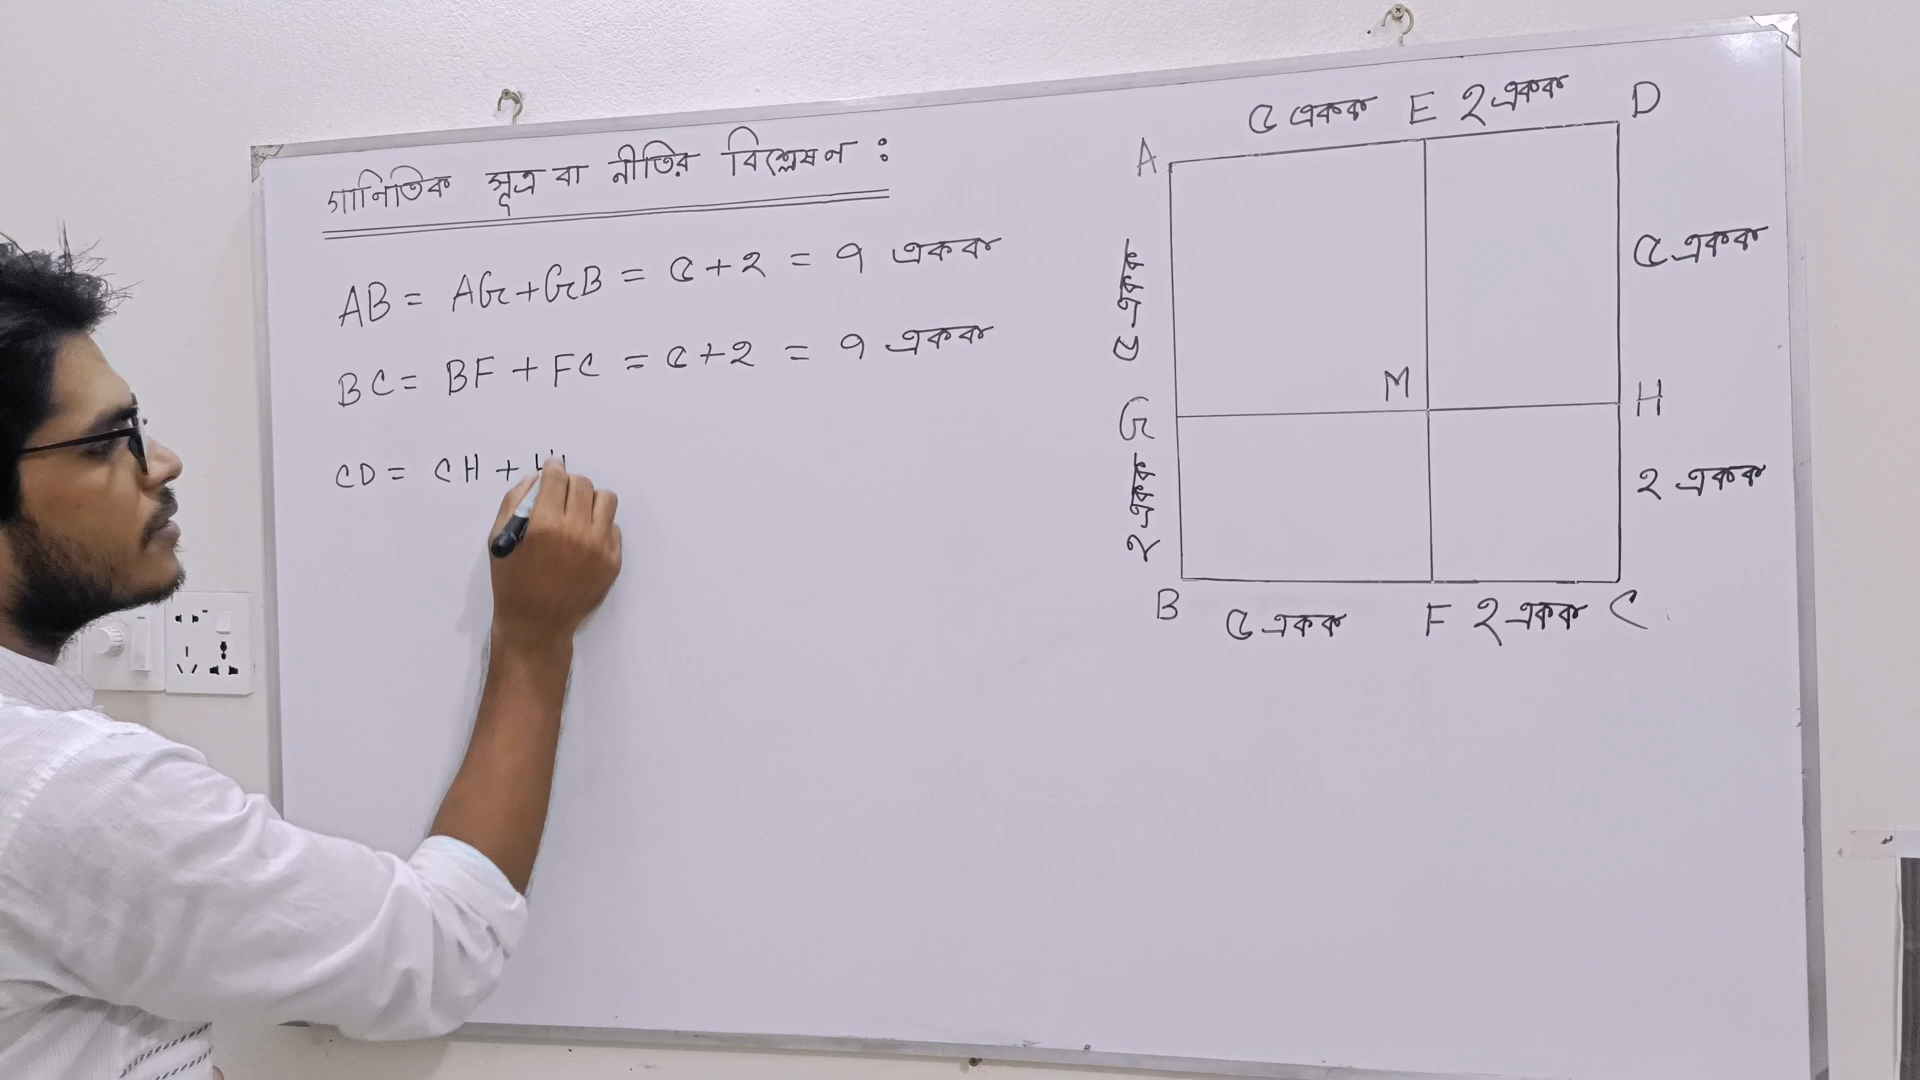 গানিতিক সূত্র বা নীতির বিশ্লেষন :
AB = AG + GB = ৫ + ২ = ৭ একক
BC = BF + FC = ৫ + ২ = ৭ একক
CD = CH +
৫ একক E ২ একক D
A
৫ একক
৫ একক
M
G H
২ একক
২ একক
B ৫ একক F ২ একক C